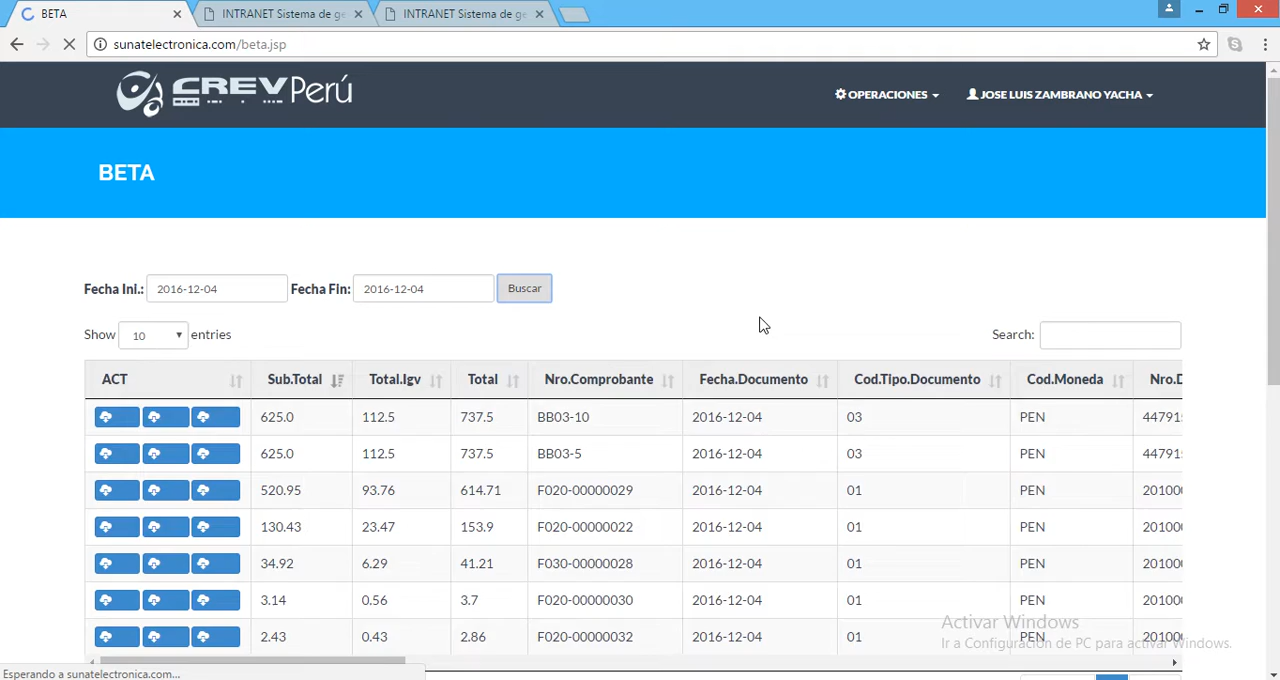 BETA
INTRANET Sistema de ge
INTRANET Sistema de ge
sunatelectronica.com/beta.jsp
CREVPerú
OPERACIONES
JOSE LUIS ZAMBRANO YACHA
BETA
Fecha Ini.: 2016-12-04 Fecha Fin: 2016-12-04 Buscar
Show 10 entries Search:
ACT Sub.Total Total.Igv Total Nro.Comprobante Fecha.Documento Cod.Tipo.Documento Cod.Moneda Nro.D
625.0 112.5 737.5 BB03-10 2016-12-04 03 PEN 44791
625.0 112.5 737.5 BB03-5 2016-12-04 03 PEN 44791
520.95 93.76 614.71 F020-00000029 2016-12-04 01 PEN 20100
130.43 23.47 153.9 F020-00000022 2016-12-04 01 PEN 20100
34.92 6.29 41.21 F030-00000028 2016-12-04 01 PEN 20100
3.14 0.56 3.7 F020-00000030 2016-12-04 01 PEN 20100
2.43 0.43 2.86 F020-00000032 2016-12-04 01 PEN 20100
Activar Windows
Ir a Configuración de PC para activar Windows.
Esperando a sunatelectronica.com...